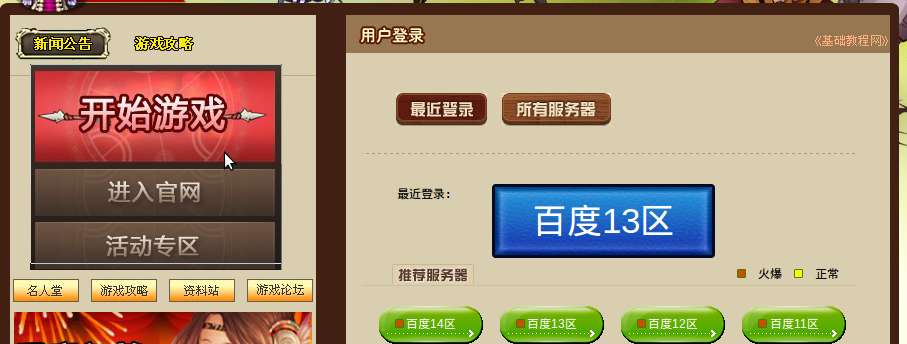 新闻公告 游戏攻略
开始游戏
进入官网
活动专区
名人堂 游戏攻略 资料站 游戏论坛
用户登录
《基础教程网》
最近登录 所有服务器
最近登录:
百度13区
推荐服务器
火爆 正常
百度14区 百度13区 百度12区 百度11区